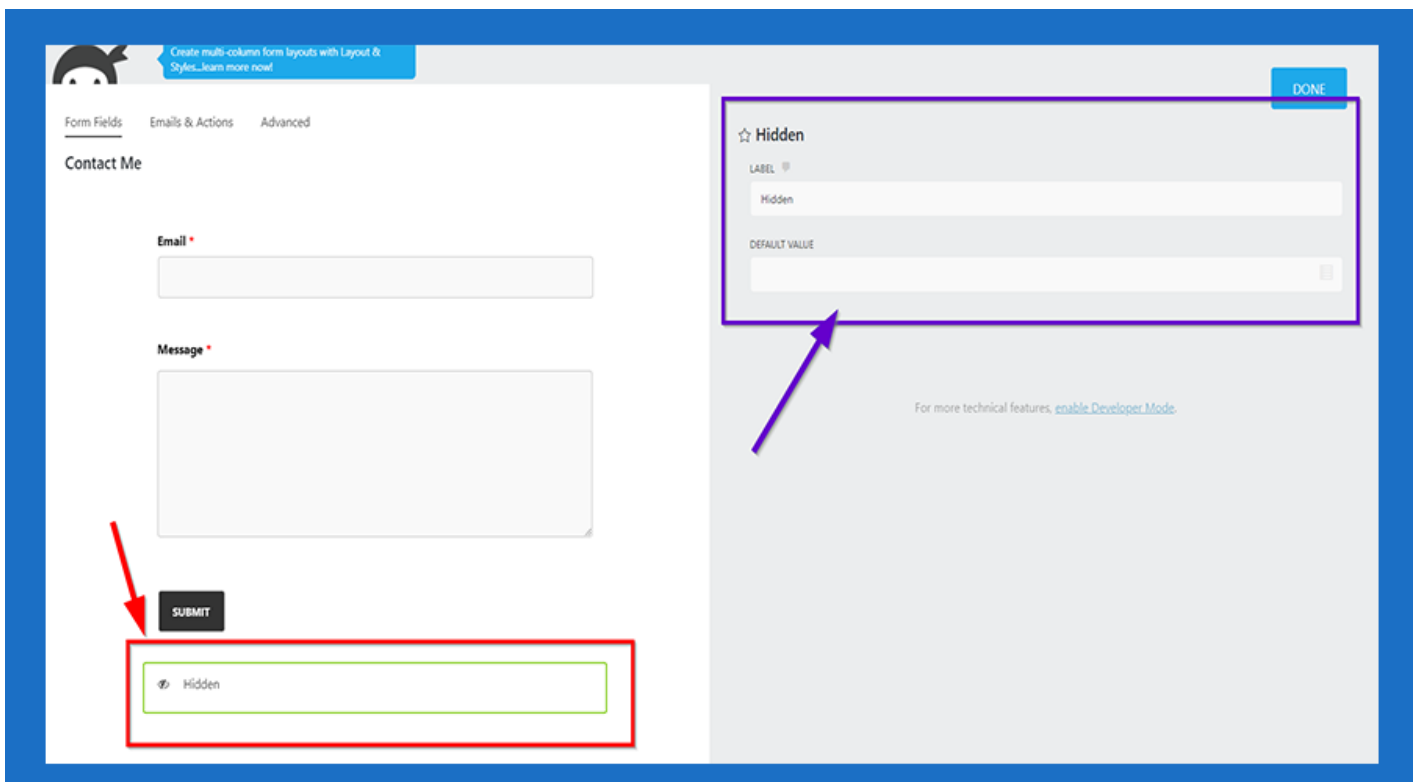 Create multi-column form layouts with Layout &
Styles...learn more now!
Form Fields Emails & Actions Advanced
Contact Me
Email *
Message *
SUBMIT
Hidden
DONE
Hidden
LABEL
Hidden
DEFAULT VALUE
For more technical features, enable Developer Mode.